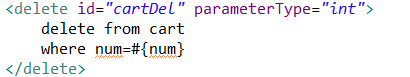 <delete id="cartDel" parameterType="int">
delete from cart
where num=#{num}
</delete>